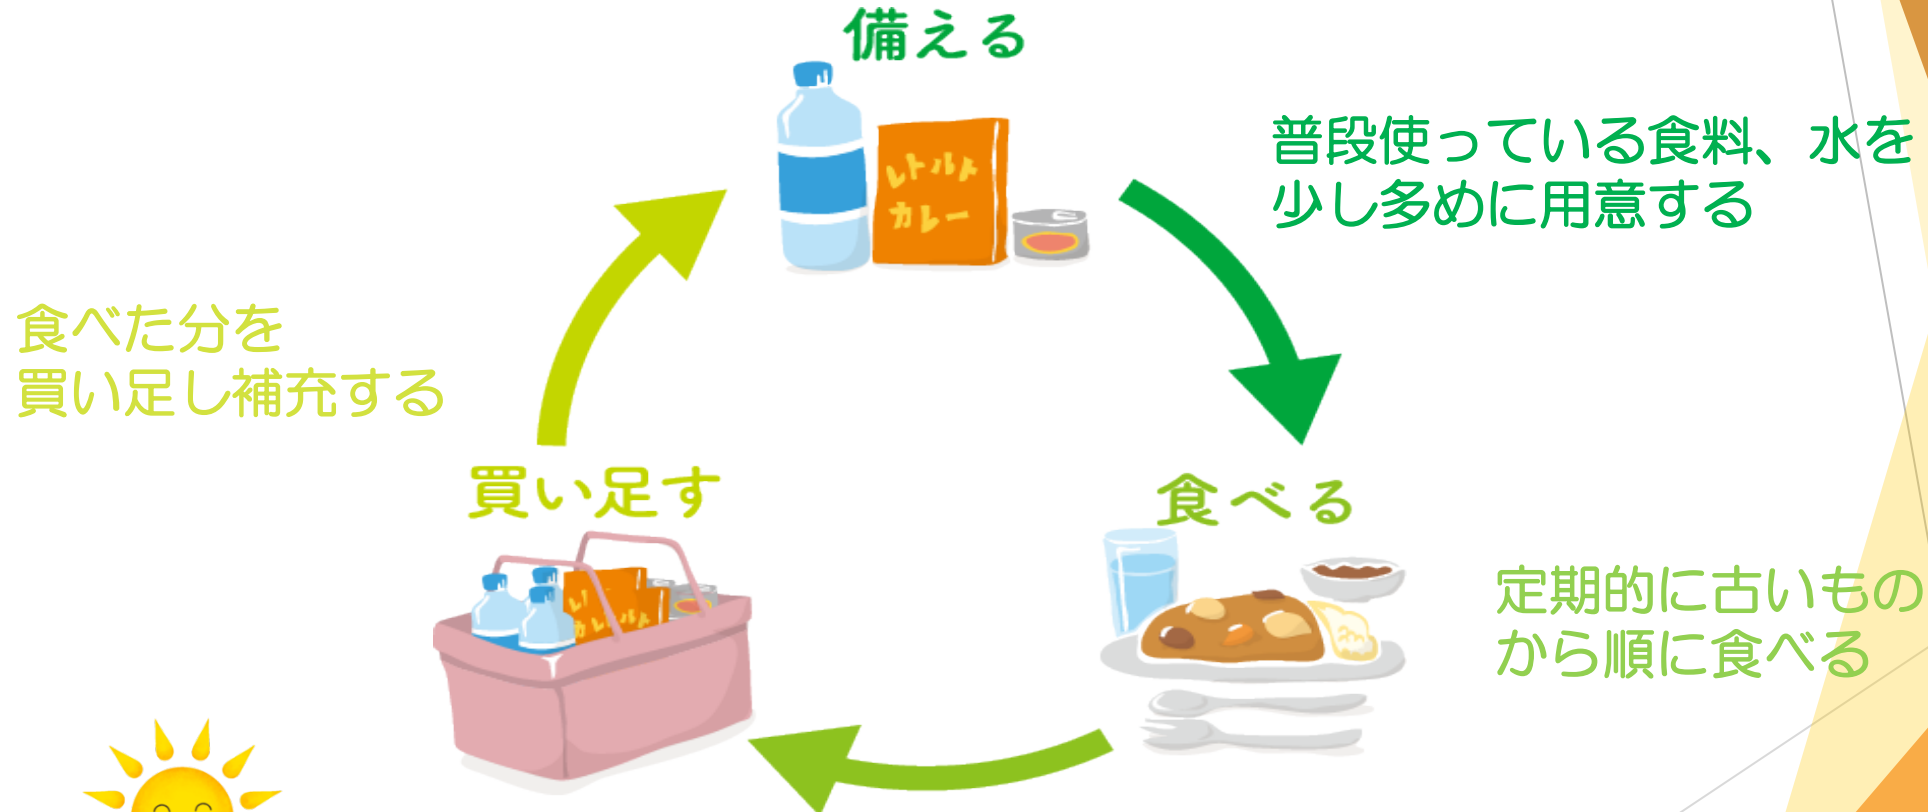 備える
レトルト
カレー
普段使っている食料、水を
少し多めに用意する
食べた分を
買い足し補充する
買い足す
食べる
定期的に古いもの
から順に食べる